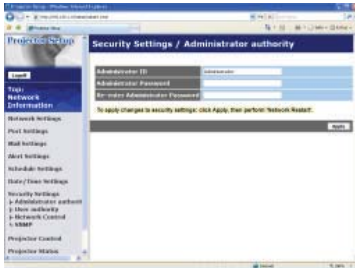 Projector Setup
Logoff
Top:
Network
Information
Network Settings
Port Settings
Mail Settings
Alert Settings
Schedule Settings
Date/Time Settings
Security Settings
Administrator authority
User authority
Network Control
SNMP
Projector Control
Projector Status
Security Settings / Administrator authority
Administrator ID
Administrator Password
Re-enter Administrator Password
To apply changes to security settings: click Apply, then perform 'Network Restart'.
Apply